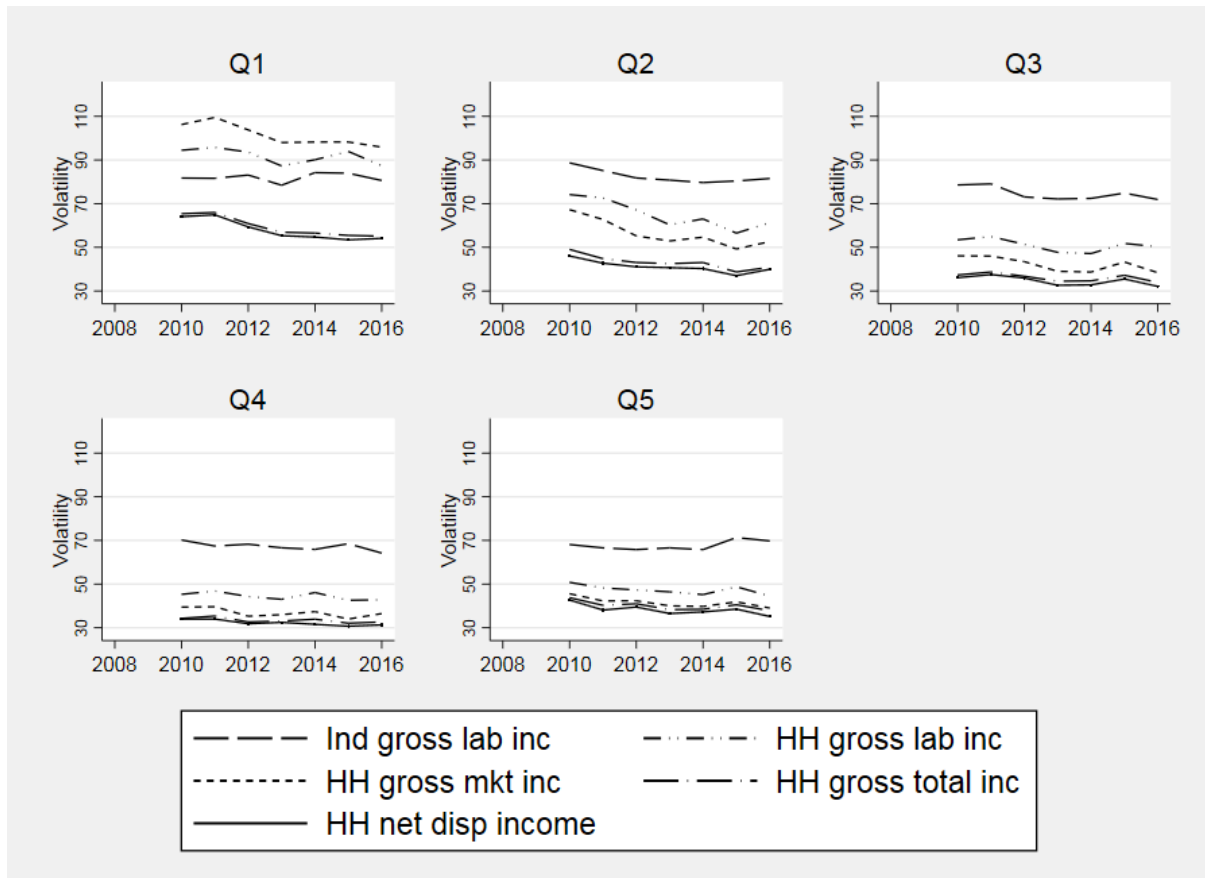 Q1
Q2
Q3
Volatility
110
90
70
50
30
2008 2010 2012 2014 2016
Volatility
110
90
70
50
30
2008 2010 2012 2014 2016
Volatility
110
90
70
50
30
2008 2010 2012 2014 2016
Q4
Q5
Volatility
110
90
70
50
30
2008 2010 2012 2014 2016
Volatility
110
90
70
50
30
2008 2010 2012 2014 2016
Ind gross lab inc
HH gross lab inc
HH gross mkt inc
HH gross total inc
HH net disp income